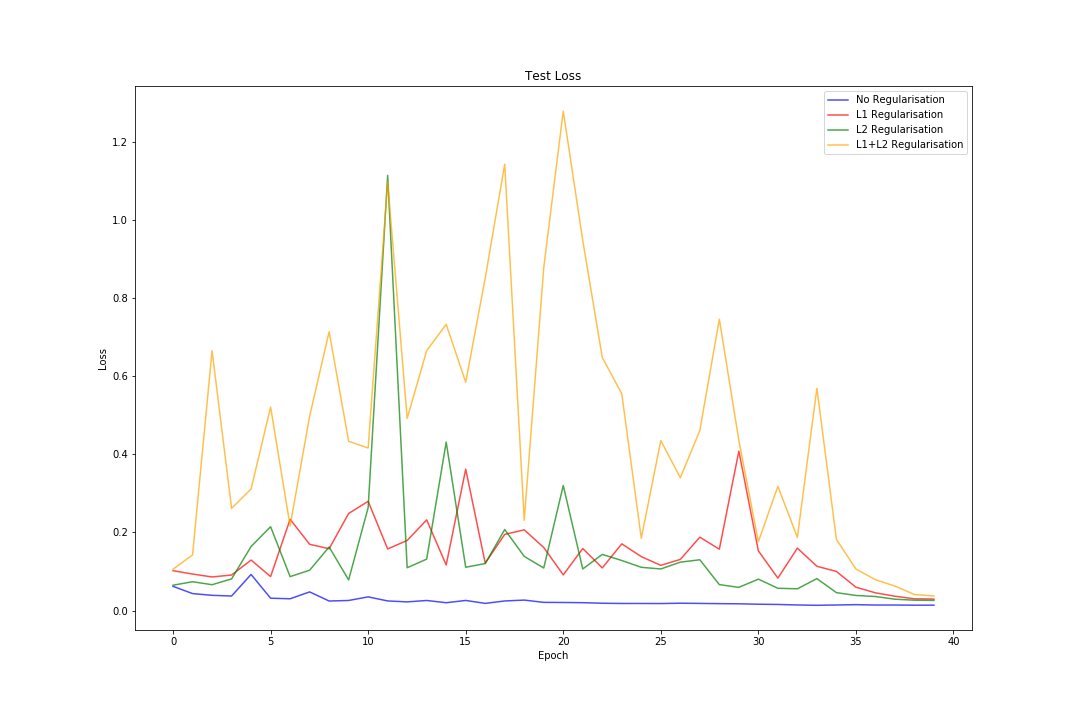 Test Loss
No Regularisation
L1 Regularisation
L2 Regularisation
L1+L2 Regularisation
Loss
1.2
1.0
0.8
0.6
0.4
0.2
0.0
0 5 10 15 20 25 30 35 40
Epoch